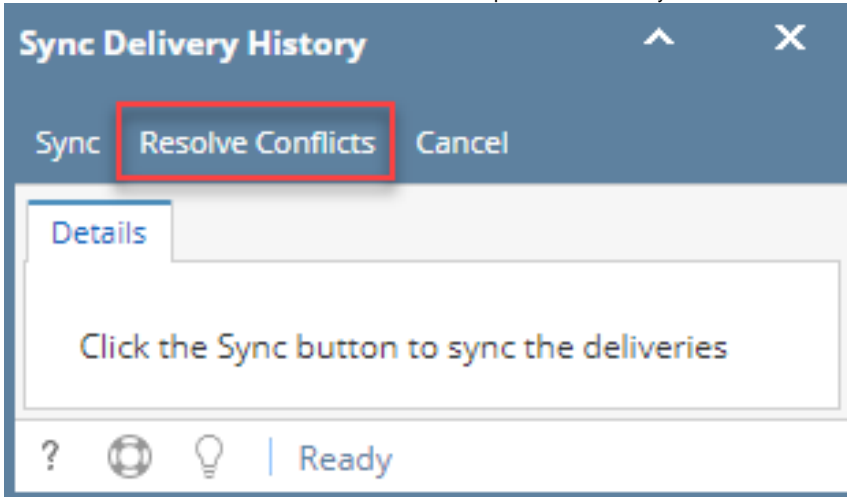 Sync Delivery History
Sync Resolve Conflicts Cancel
Details
Click the Sync button to sync the deliveries
? | Ready